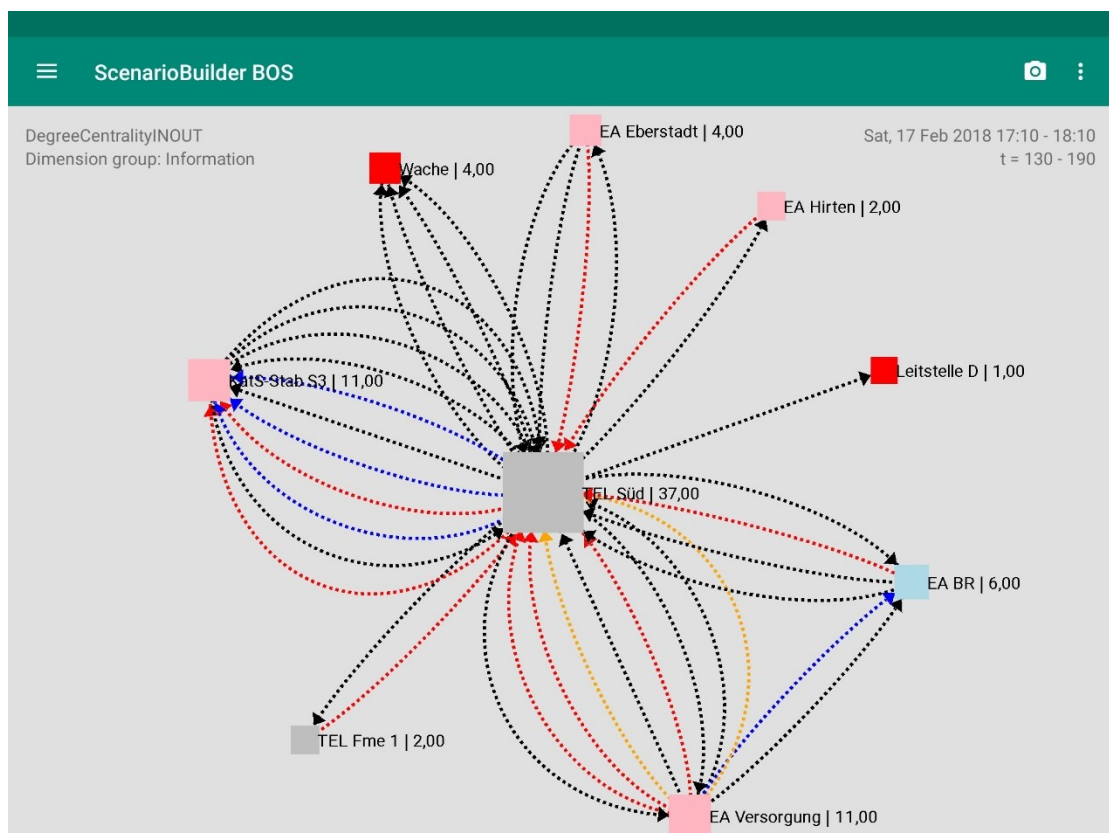 ScenarioBuilder BOS
DegreeCentralityINOUT
Dimension group: Information
Sat, 17 Feb 2018 17:10 - 18:10
t = 130 - 190
EA Eberstadt | 4,00
Wache | 4,00
EA Hirten | 2,00
Leitstelle D | 1,00
KatS-Stab S3 | 11,00
TEL Süd | 37,00
EA BR | 6,00
TEL Fme 1 | 2,00
EA Versorgung | 11,00